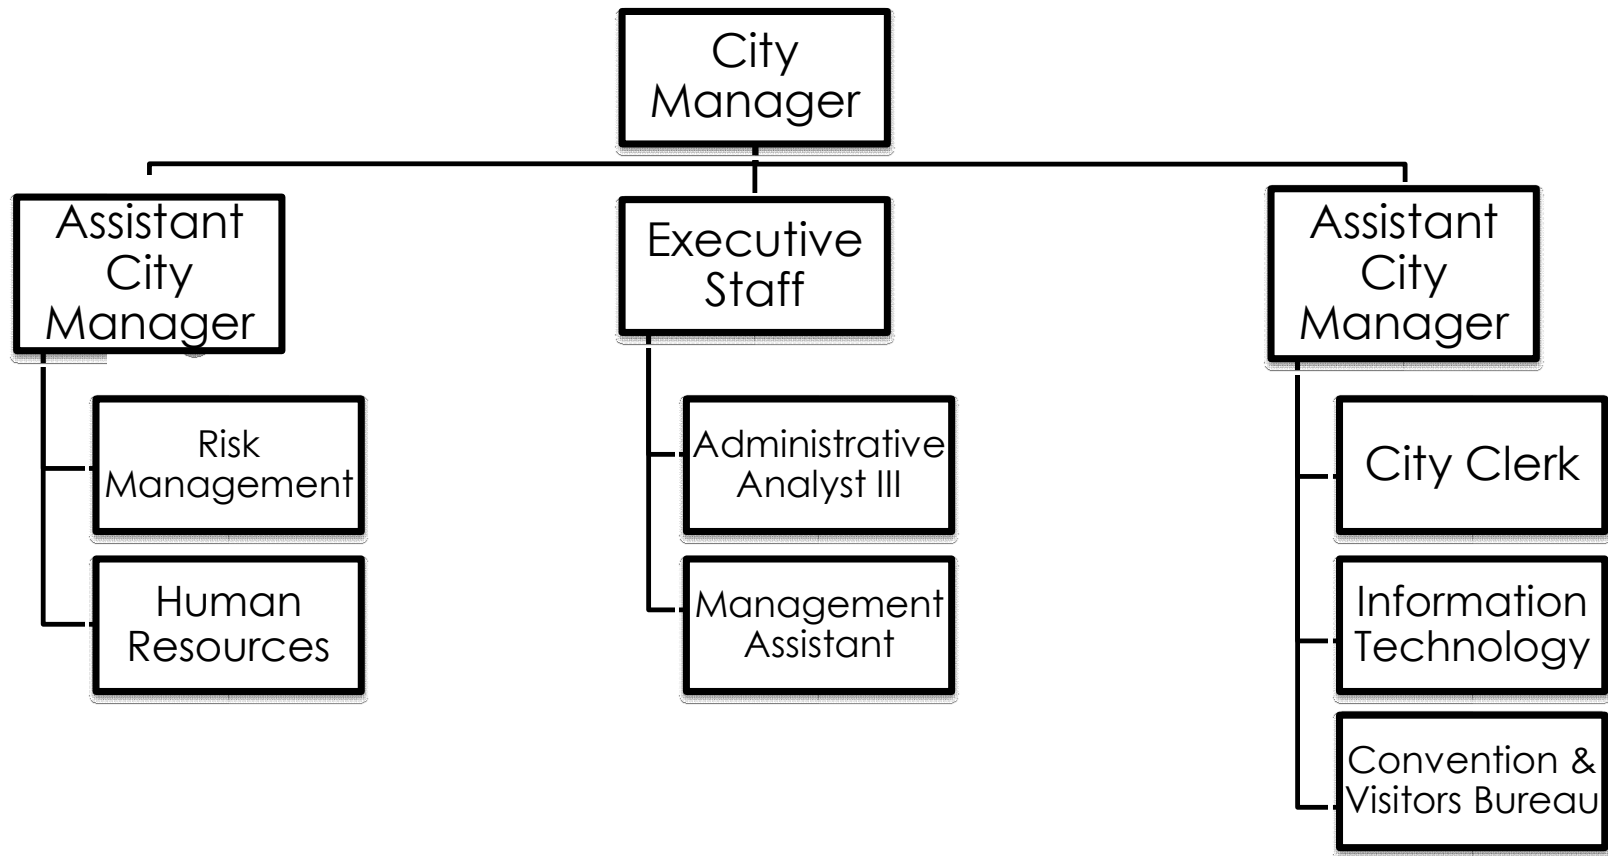 City
Manager
Assistant
City
Manager
Executive
Staff
Assistant
City
Manager
Risk
Management
Human
Resources
Administrative
Analyst III
Management
Assistant
City Clerk
Information
Technology
Convention &
Visitors Bureau